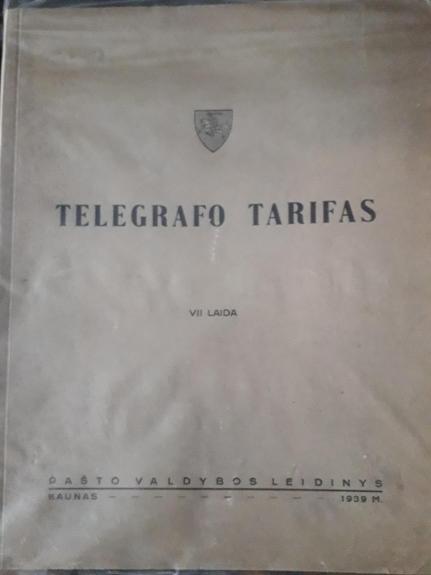 TELEGRAFO TARIFAS
VII LAIDA
PAŠTO VALDYBOS LEIDINYS
KAUNAS — — — — — — — — — 1939 M.